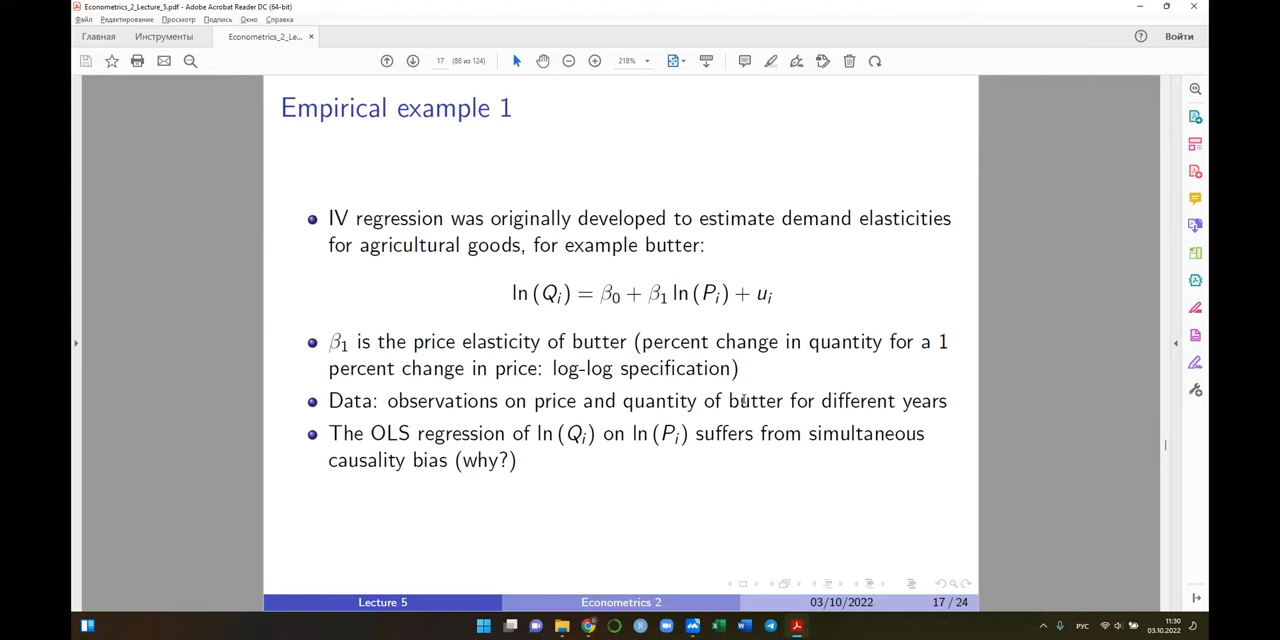 Econometrics_2_Lecture_5.pdf - Adobe Acrobat Reader DC (64-bit)
Файл Редактирование Просмотр Подпись Окно Справка
Главная Инструменты Econometrics_2_Le... ×
Войти
17 (88 из 124) 218%
Empirical example 1
IV regression was originally developed to estimate demand elasticities
for agricultural goods, for example butter:
ln (Qᵢ) = β₀ + β₁ ln (Pᵢ) + uᵢ
β₁ is the price elasticity of butter (percent change in quantity for a 1
percent change in price: log-log specification)
Data: observations on price and quantity of butter for different years
The OLS regression of ln (Qᵢ) on ln (Pᵢ) suffers from simultaneous
causality bias (why?)
Lecture 5 Econometrics 2 03/10/2022 17 / 24
РУС 11:30
03.10.2022